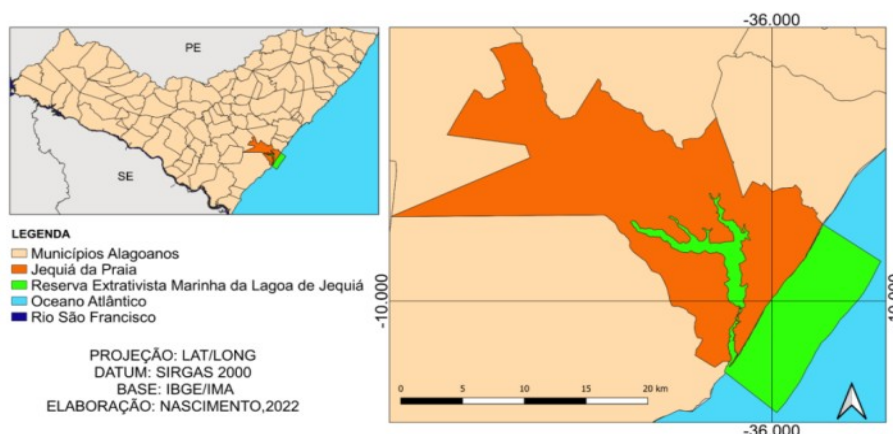 PE
SE
LEGENDA
Municípios Alagoanos
Jequiá da Praia
Reserva Extrativista Marinha da Lagoa de Jequiá
Oceano Atlântico
Rio São Francisco
PROJEÇÃO: LAT/LONG
DATUM: SIRGAS 2000
BASE: IBGE/IMA
ELABORAÇÃO: NASCIMENTO,2022
-36.000
-10.000
-10.000
0 5 10 15 20 km
-36.000